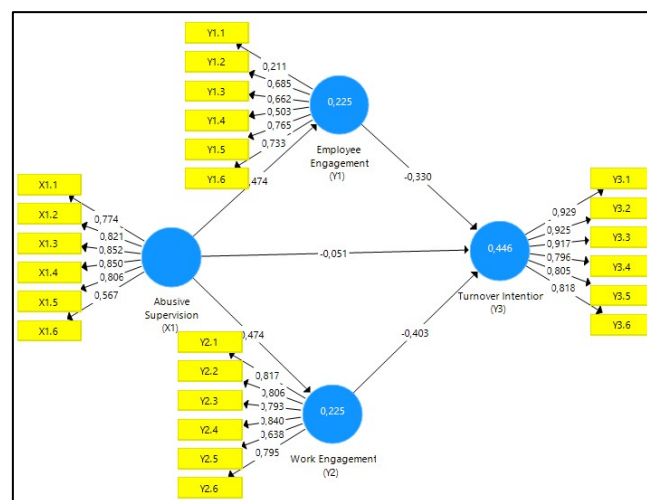 Y1.1
Y1.2
Y1.3
Y1.4
Y1.5
Y1.6
0,211
0,685
0,662
0,503
0,765
0,733
0,225
Employee
Engagement
(Y1)
,474
-0,330
X1.1
X1.2
X1.3
X1.4
X1.5
X1.6
0,774
0,821
0,852
0,850
0,806
0,567
Abusive
Supervision
(X1)
-0,051
0,446
Turnover Intentior
(Y3)
0,929
0,925
0,917
0,796
0,805
0,818
Y3.1
Y3.2
Y3.3
Y3.4
Y3.5
Y3.6
,474
-0,403
Y2.1
Y2.2
Y2.3
Y2.4
Y2.5
Y2.6
0,817
0,806
0,793
0,840
0,638
0,795
0,225
Work Engagement
(Y2)